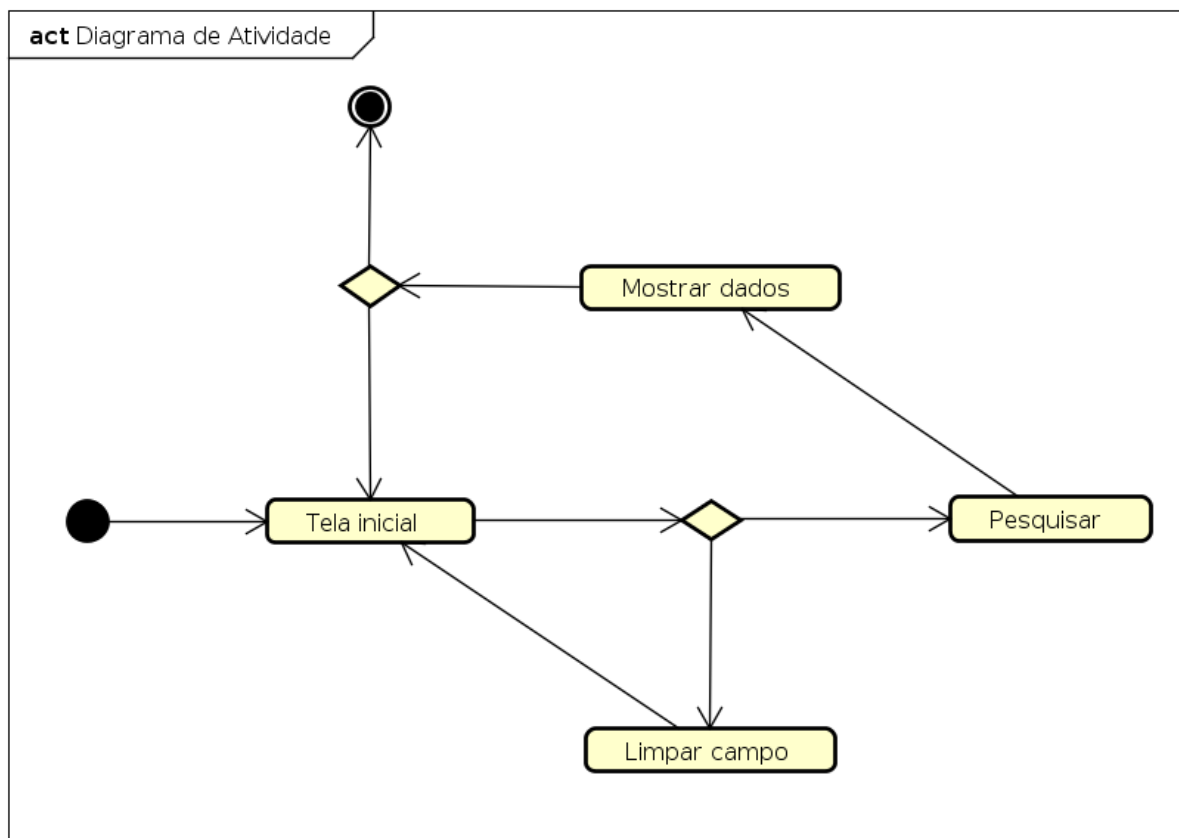 act Diagrama de Atividade
Mostrar dados
Tela inicial
Pesquisar
Limpar campo